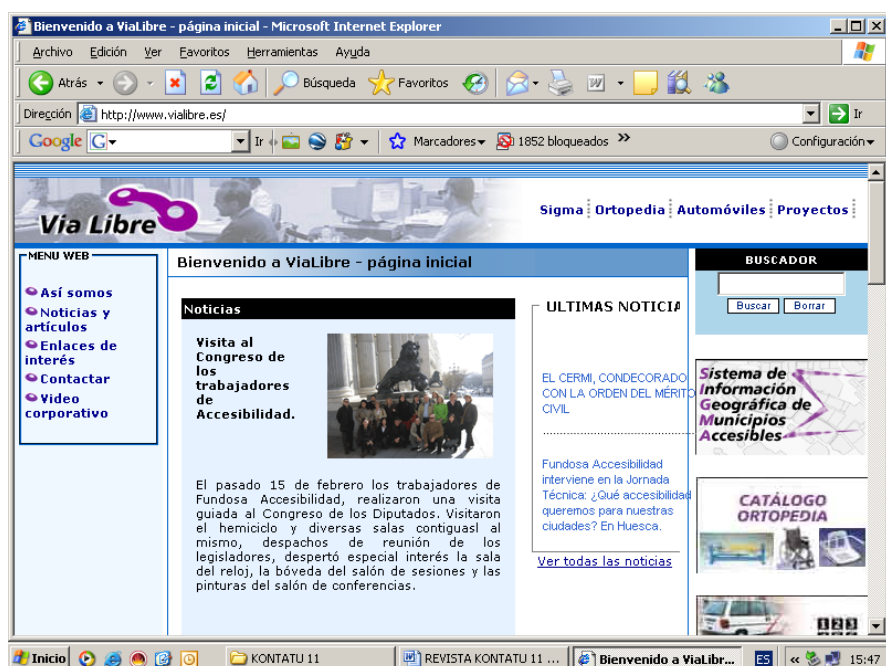 Bienvenido a ViaLibre - página inicial - Microsoft Internet Explorer
Archivo Edición Ver Favoritos Herramientas Ayuda
Atrás Búsqueda Favoritos
Dirección http://www.vialibre.es/ Ir
Google G Ir Marcadores 1852 bloqueados » Configuración
Via Libre
Sigma Ortopedia Automóviles Proyectos
MENU WEB
Así somos
Noticias y
artículos
Enlaces de
interés
Contactar
Video
corporativo
Bienvenido a ViaLibre - página inicial
Noticias
Visita al
Congreso de
los
trabajadores
de
Accesibilidad.
El pasado 15 de febrero los trabajadores de
Fundosa Accesibilidad, realizaron una visita
guiada al Congreso de los Diputados. Visitaron
el hemiciclo y diversas salas contiguasl al
mismo, despachos de reunión de los
legisladores, despertó especial interés la sala
del reloj, la bóveda del salón de sesiones y las
pinturas del salón de conferencias.
ULTIMAS NOTICIA
EL CERMI, CONDECORADO
CON LA ORDEN DEL MÉRITO
CIVIL
Fundosa Accesibilidad
interviene en la Jornada
Técnica: ¿Qué accesibilidad
queremos para nuestras
ciudades? En Huesca.
Ver todas las noticias
BUSCADOR
Buscar Borrar
Sistema de
Información
Geográfica de
Municipios
Accesibles
CATÁLOGO
ORTOPEDIA
Inicio KONTATU 11 REVISTA KONTATU 11 ... Bienvenido a ViaLibr... ES « 15:47